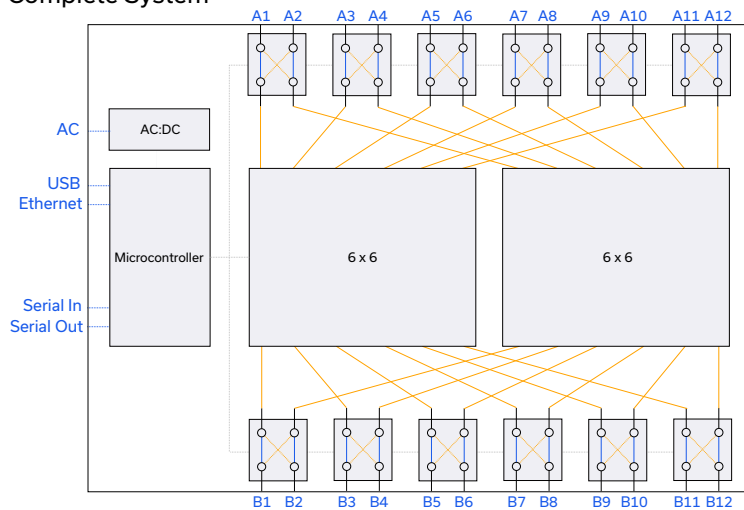 Complete System
A1 A2 A3 A4 A5 A6 A7 A8 A9 A10 A11 A12
AC
AC:DC
USB
Ethernet
Microcontroller
6 x 6
6 x 6
Serial In
Serial Out
B1 B2 B3 B4 B5 B6 B7 B8 B9 B10 B11 B12